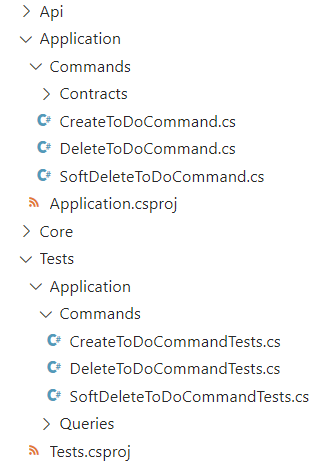 Api
Application
Commands
Contracts
CreateToDoCommand.cs
DeleteToDoCommand.cs
SoftDeleteToDoCommand.cs
Application.csproj
Core
Tests
Application
Commands
CreateToDoCommandTests.cs
DeleteToDoCommandTests.cs
SoftDeleteToDoCommandTests.cs
Queries
Tests.csproj